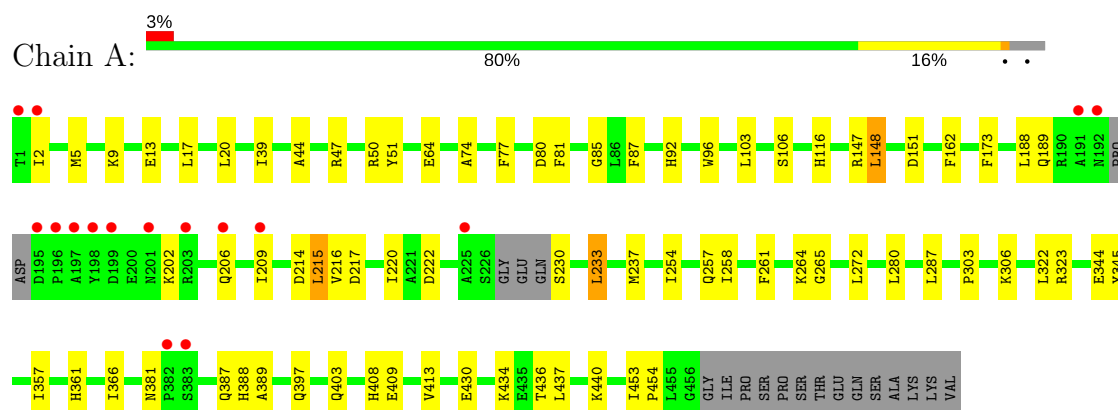 3%
Chain A:
80% 16% • •
T1 I2 M5 K9 E13 L17 L20 I39 A44 R47 R50 Y51 E64 A74 F77 D80 F81 G85 L86 F87 H92 W96 L103 S106 H116 R147 L148 D151 F162 F173 L188 Q189 R190 A191 N192 PRO
ASP D195 P196 A197 Y198 D199 E200 N201 K202 R203 Q206 I209 D214 L215 V216 D217 I220 A221 D222 A225 S226 GLY GLU GLN S230 L233 M237 I254 Q257 I258 F261 K264 G265 L272 L280 L287 P303 K306 L322 R323 E344 Y345
I357 H361 I366 N381 P382 S383 Q387 H388 A389 Q397 Q403 H408 E409 V413 E430 K434 E435 T436 L437 K440 I453 P454 L455 G456 GLY ILE PRO SER PRO SER THR GLU GLN SER ALA LYS LYS VAL